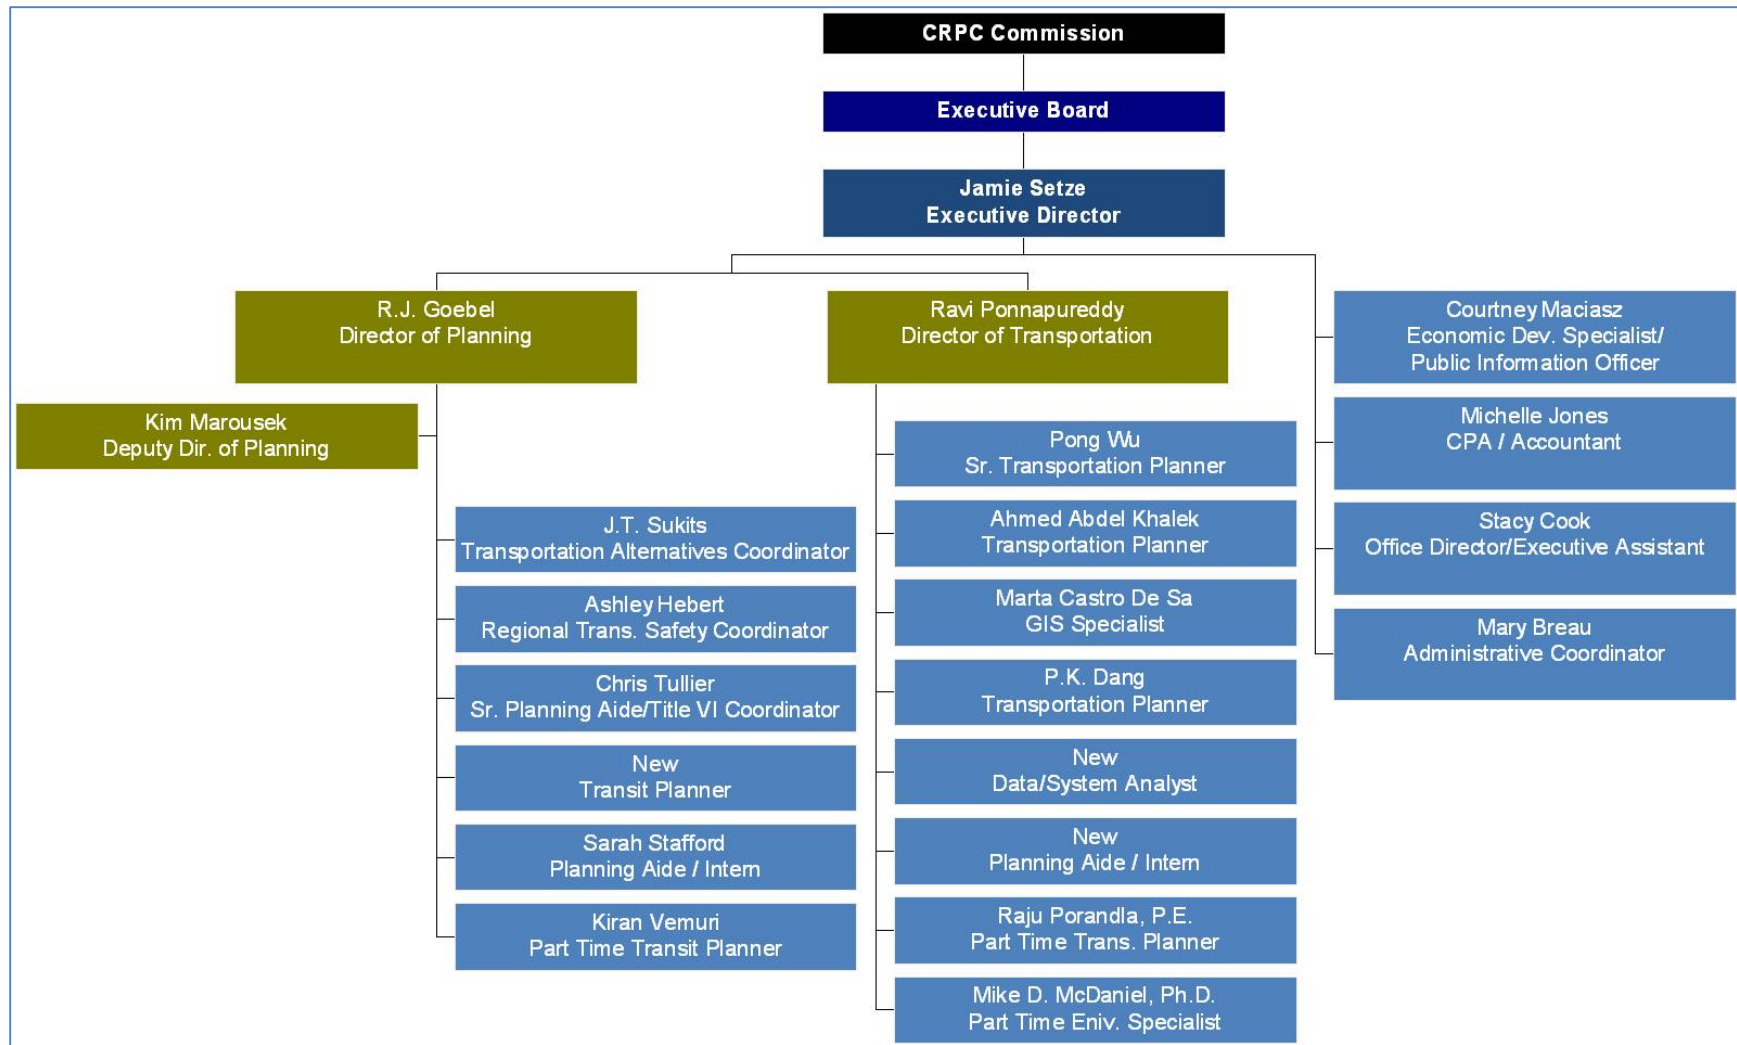 CRPC Commission
Executive Board
Jamie Setze
Executive Director
R.J. Goebel
Director of Planning
Kim Marousek
Deputy Dir. of Planning
J.T. Sukits
Transportation Alternatives Coordinator
Ashley Hebert
Regional Trans. Safety Coordinator
Chris Tullier
Sr. Planning Aide/Title VI Coordinator
New
Transit Planner
Sarah Stafford
Planning Aide / Intern
Kiran Vemuri
Part Time Transit Planner
Ravi Ponnapureddy
Director of Transportation
Pong Wu
Sr. Transportation Planner
Ahmed Abdel Khalek
Transportation Planner
Marta Castro De Sa
GIS Specialist
P.K. Dang
Transportation Planner
New
Data/System Analyst
New
Planning Aide / Intern
Raju Porandla, P.E.
Part Time Trans. Planner
Mike D. McDaniel, Ph.D.
Part Time Eniv. Specialist
Courtney Maciasz
Economic Dev. Specialist/
Public Information Officer
Michelle Jones
CPA / Accountant
Stacy Cook
Office Director/Executive Assistant
Mary Breau
Administrative Coordinator